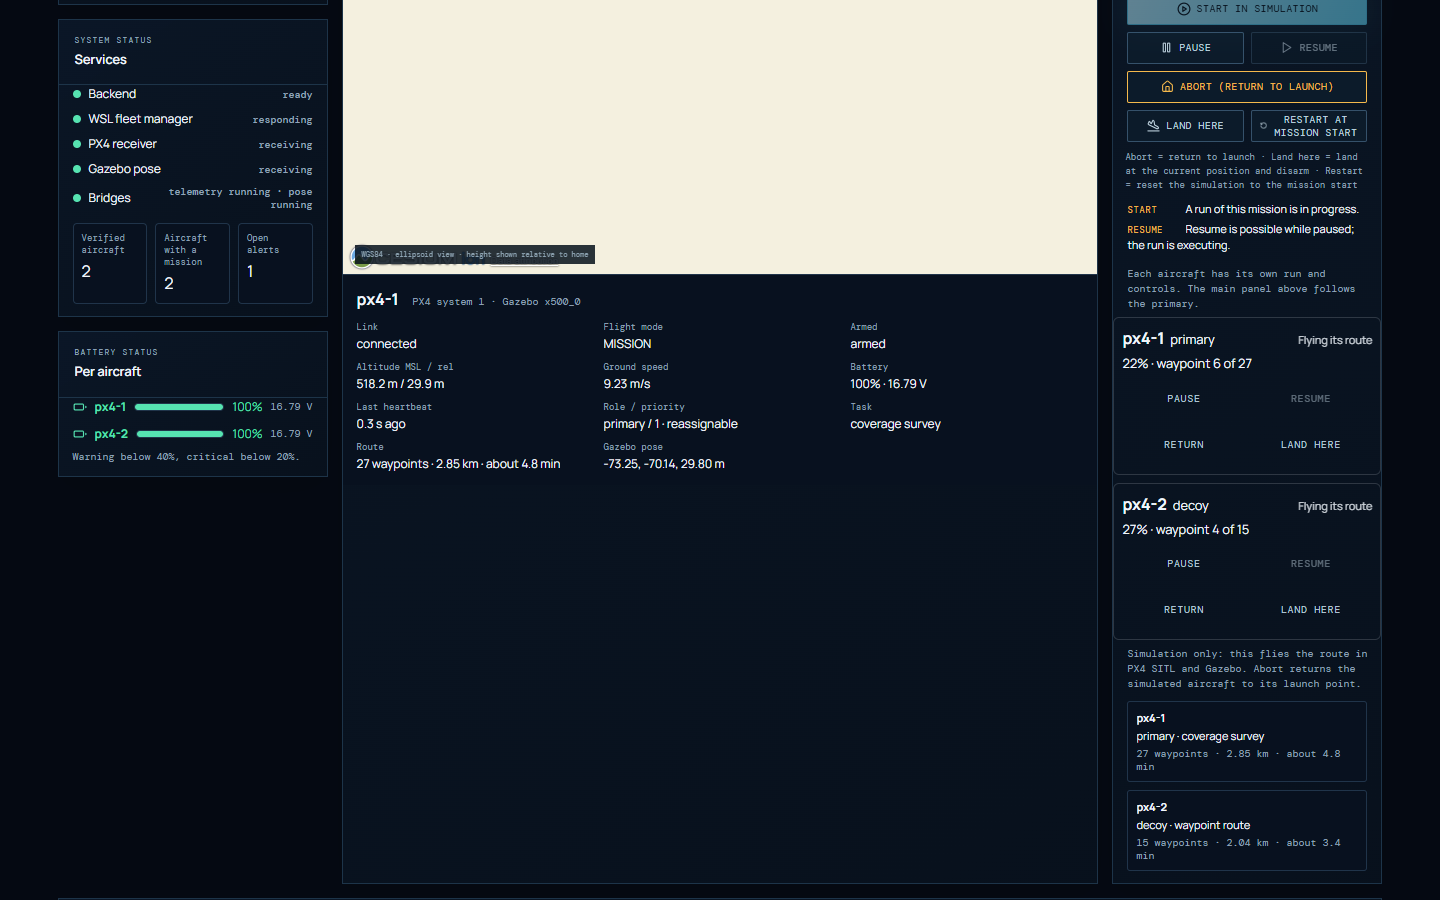 SYSTEM STATUS
Services
Backend ready
WSL fleet manager responding
PX4 receiver receiving
Gazebo pose receiving
Bridges telemetry running · pose
running
Verified
aircraft
2
Aircraft
with a
mission
2
Open
alerts
1
BATTERY STATUS
Per aircraft
px4-1 100% 16.79 V
px4-2 100% 16.79 V
Warning below 40%, critical below 20%.
WGS84 · ellipsoid view · height shown relative to home
px4-1 PX4 system 1 · Gazebo x500_0
Link
connected
Flight mode
MISSION
Armed
armed
Altitude MSL / rel
518.2 m / 29.9 m
Ground speed
9.23 m/s
Battery
100% · 16.79 V
Last heartbeat
0.3 s ago
Role / priority
primary / 1 · reassignable
Task
coverage survey
Route
27 waypoints · 2.85 km · about 4.8 min
Gazebo pose
-73.25, -70.14, 29.80 m
START IN SIMULATION
PAUSE
RESUME
ABORT (RETURN TO LAUNCH)
LAND HERE
RESTART AT
MISSION START
Abort = return to launch · Land here = land
at the current position and disarm · Restart
= reset the simulation to the mission start
START A run of this mission is in progress.
RESUME Resume is possible while paused;
the run is executing.
Each aircraft has its own run and
controls. The main panel above follows
the primary.
px4-1 primary Flying its route
22% · waypoint 6 of 27
PAUSE RESUME
RETURN LAND HERE
px4-2 decoy Flying its route
27% · waypoint 4 of 15
PAUSE RESUME
RETURN LAND HERE
Simulation only: this flies the route in
PX4 SITL and Gazebo. Abort returns the
simulated aircraft to its launch point.
px4-1
primary · coverage survey
27 waypoints · 2.85 km · about 4.8
min
px4-2
decoy · waypoint route
15 waypoints · 2.04 km · about 3.4
min